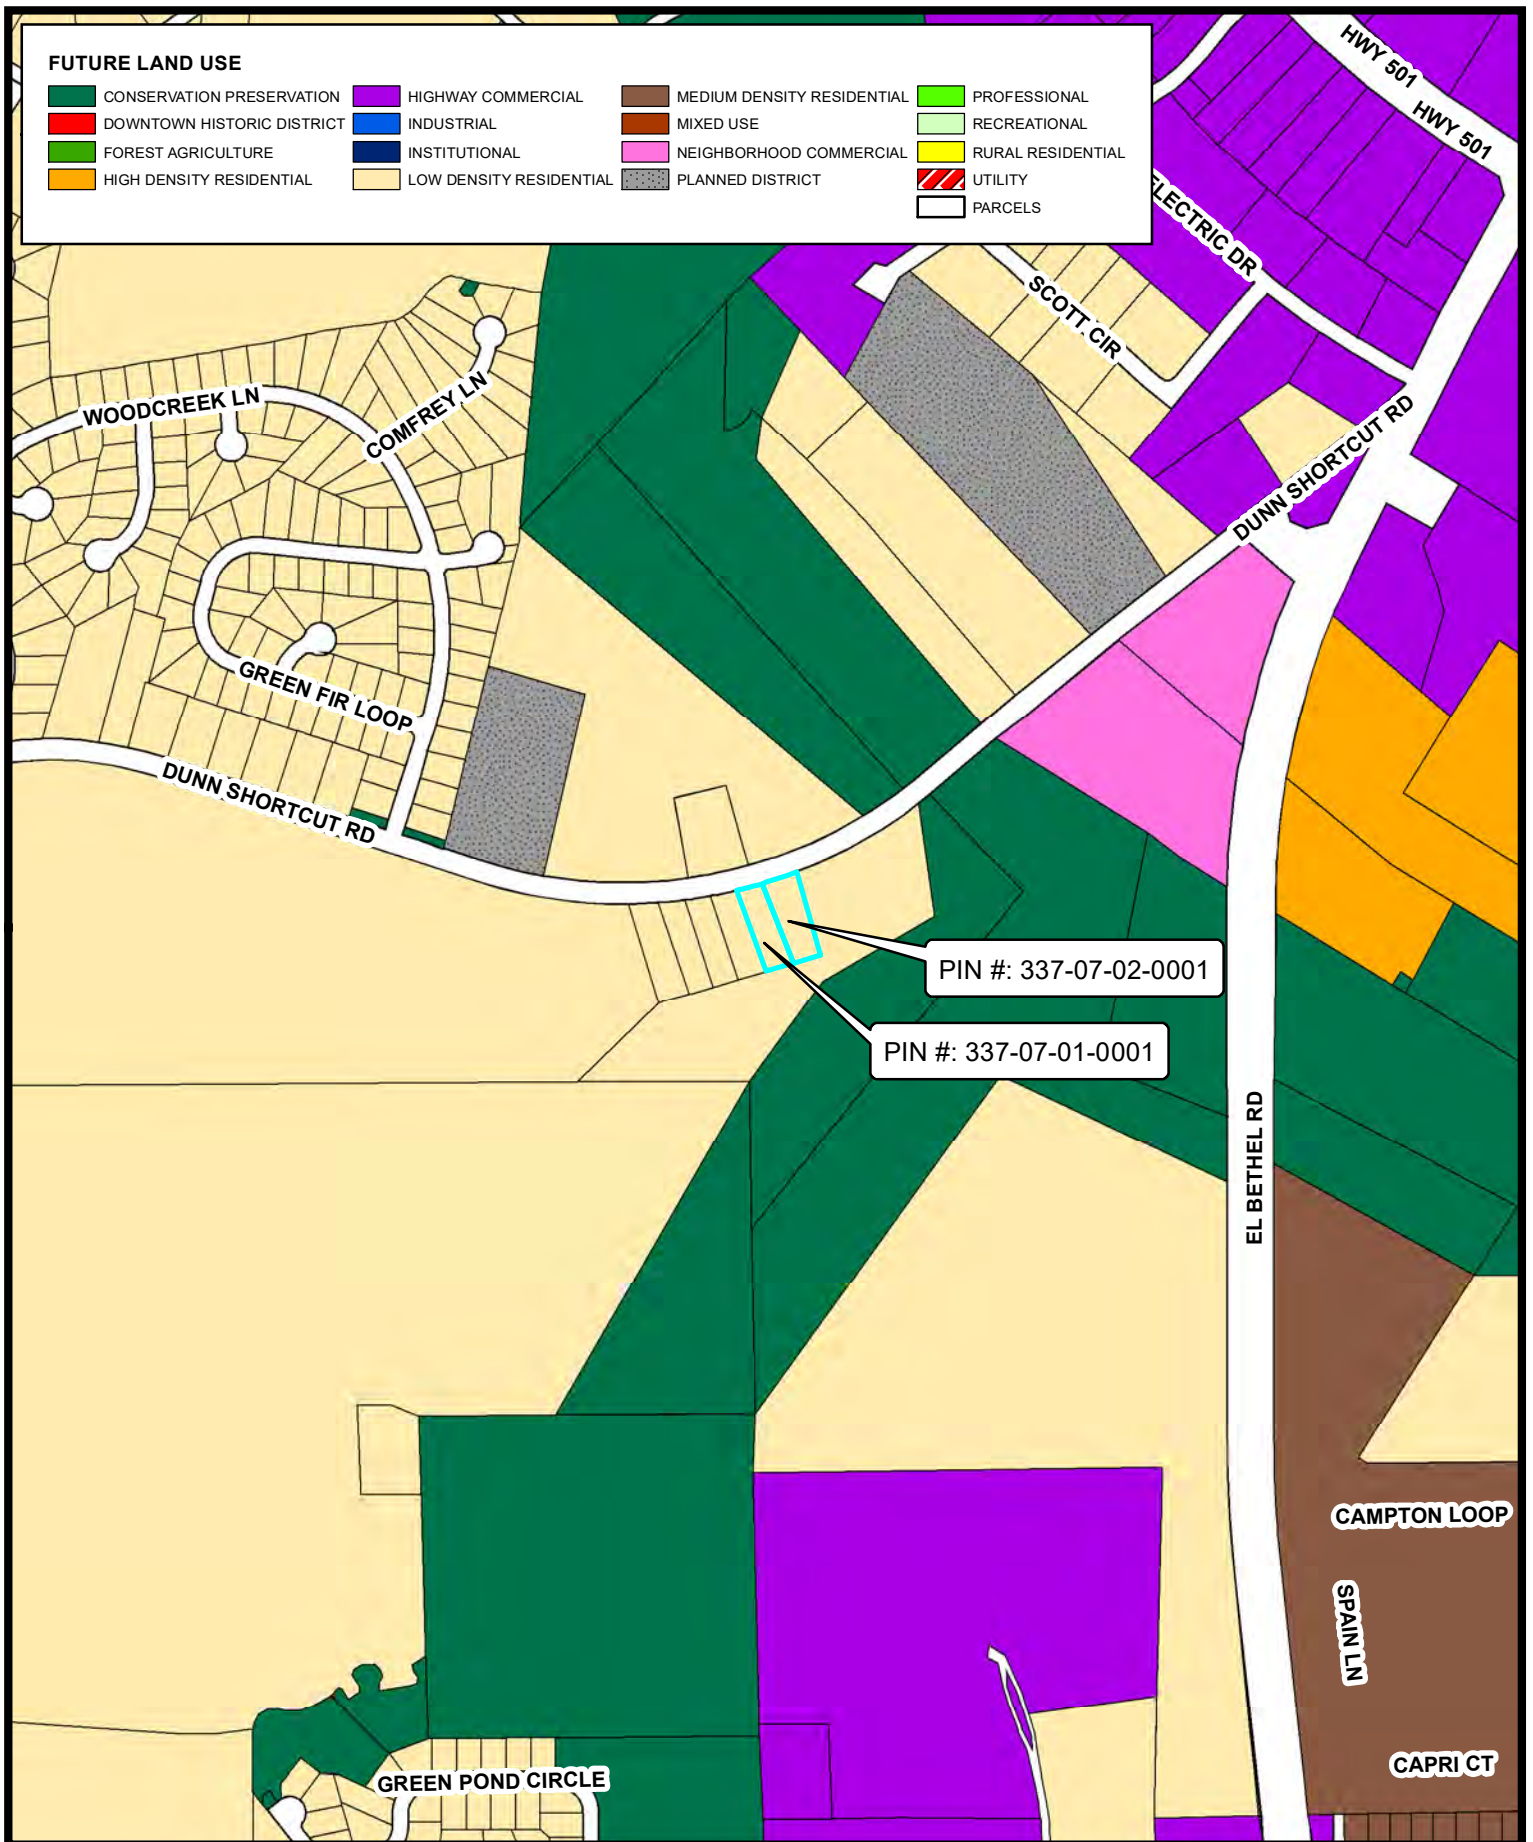 FUTURE LAND USE
CONSERVATION PRESERVATION
DOWNTOWN HISTORIC DISTRICT
FOREST AGRICULTURE
HIGH DENSITY RESIDENTIAL
HIGHWAY COMMERCIAL
INDUSTRIAL
INSTITUTIONAL
LOW DENSITY RESIDENTIAL
MEDIUM DENSITY RESIDENTIAL
MIXED USE
NEIGHBORHOOD COMMERCIAL
PLANNED DISTRICT
PROFESSIONAL
RECREATIONAL
RURAL RESIDENTIAL
UTILITY
PARCELS
HWY 501
HWY 501
ELECTRIC DR
SCOTT CIR
WOODCREEK LN
COMFREY LN
DUNN SHORTCUT RD
GREEN FIR LOOP
DUNN SHORTCUT RD
PIN #: 337-07-02-0001
PIN #: 337-07-01-0001
EL BETHEL RD
CAMPTON LOOP
SPAIN LN
CAPRI CT
GREEN POND CIRCLE